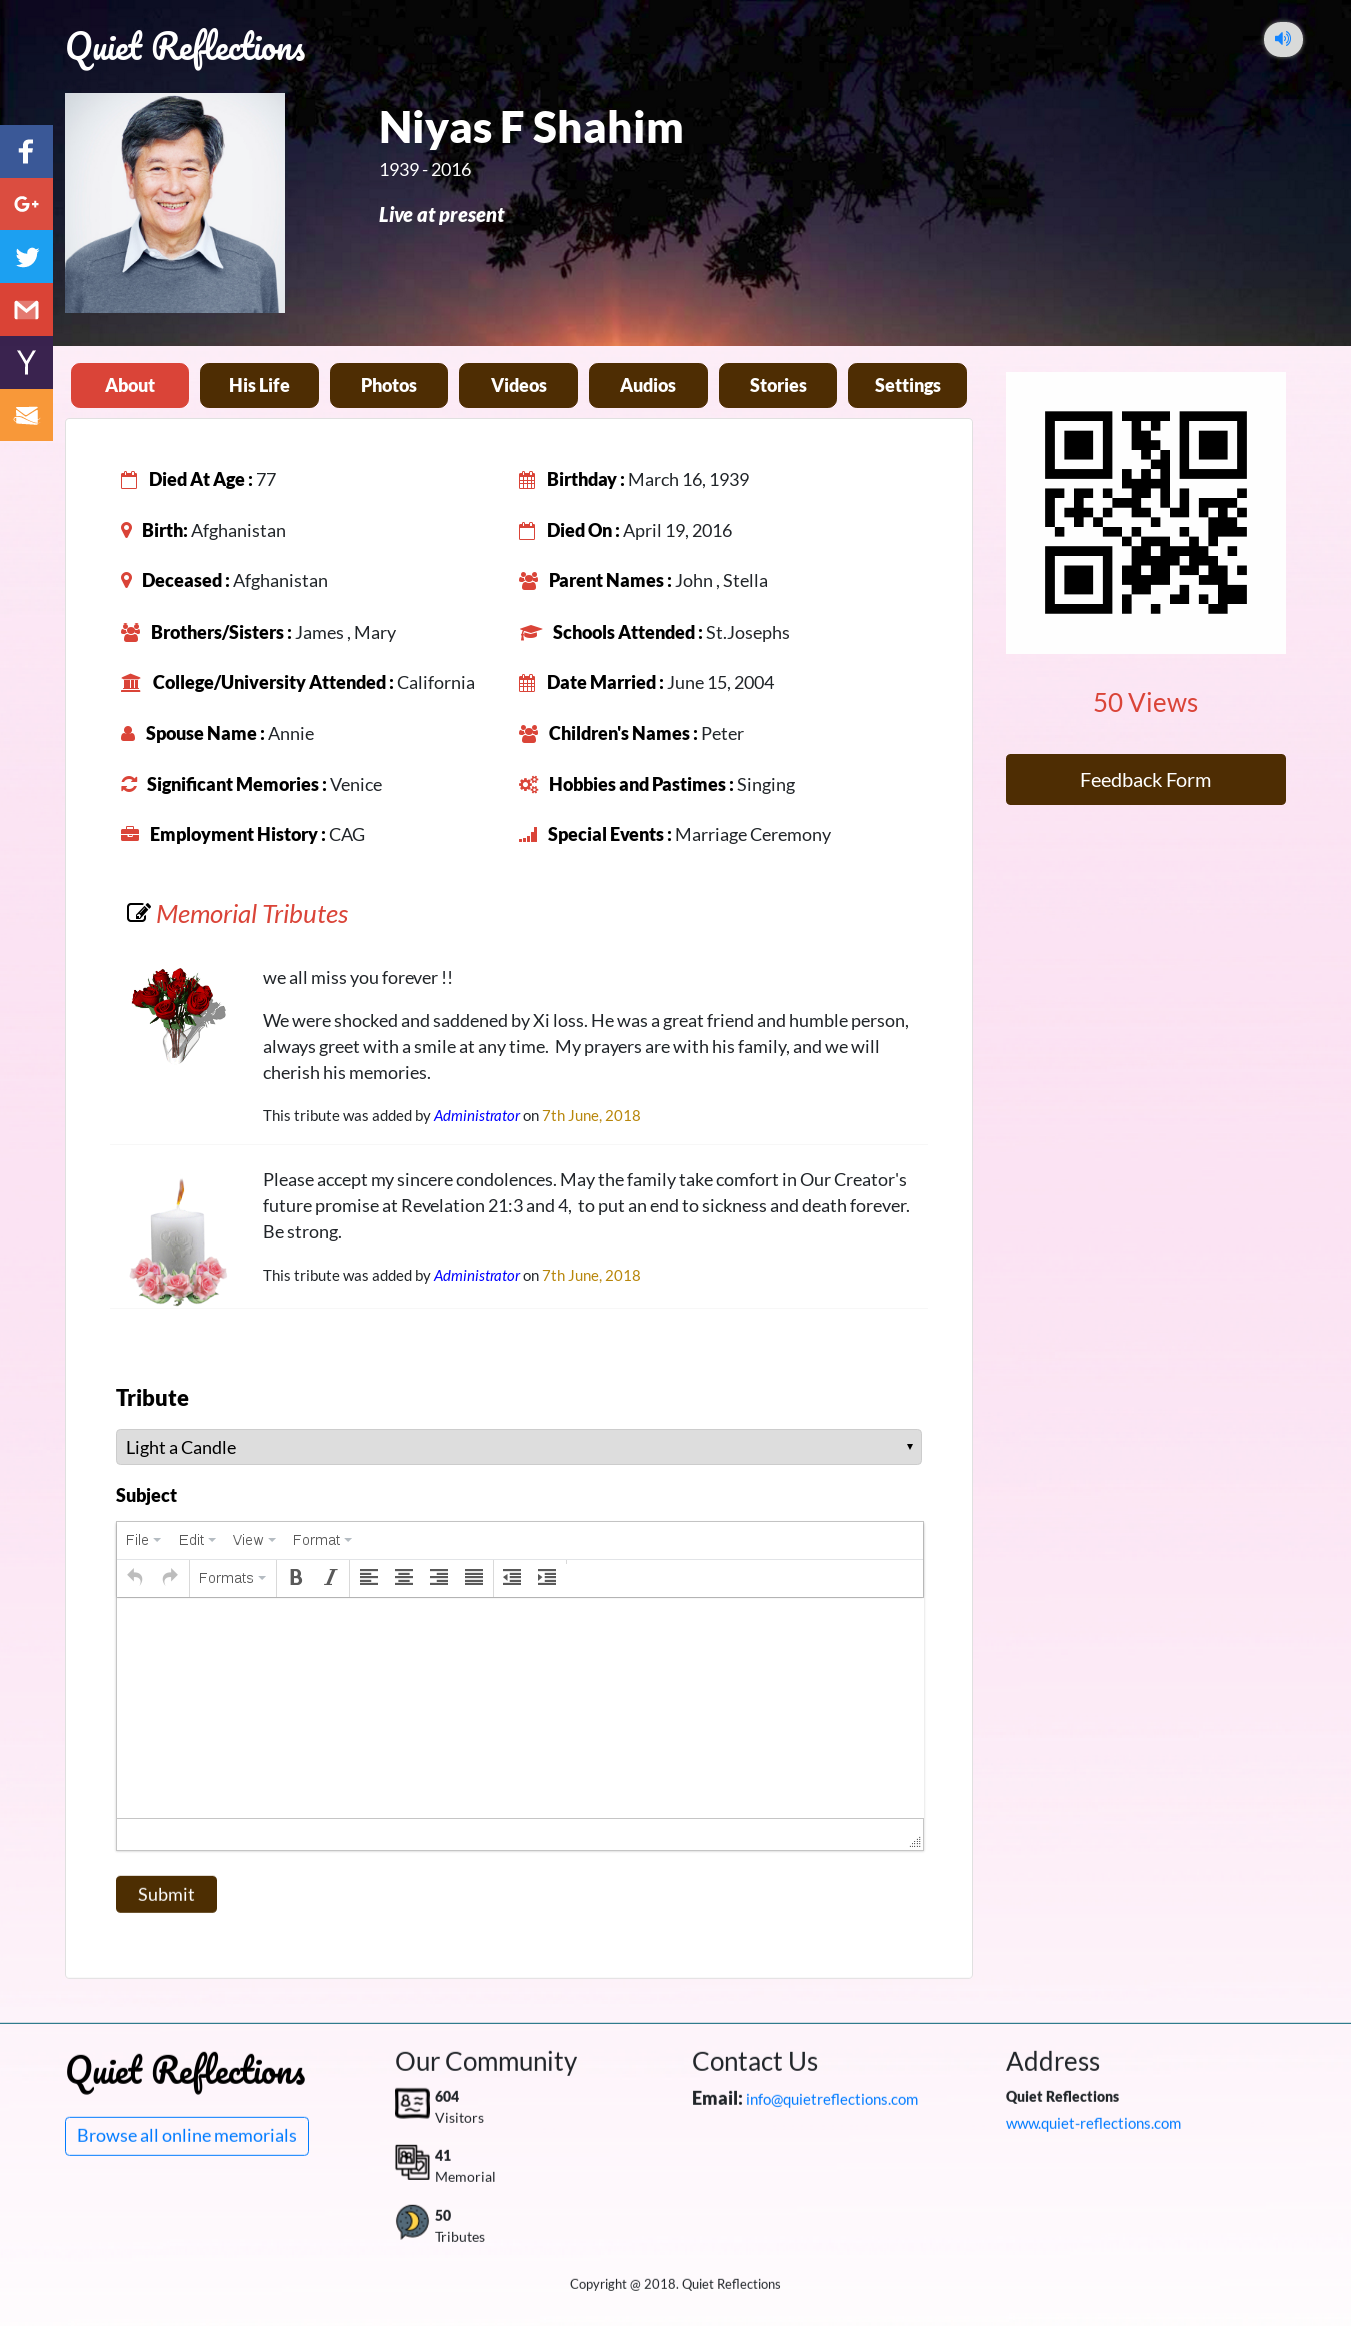 Quiet Reflections
Niyas F Shahim
1939 - 2016
Live at present
About
His Life
Photos
Videos
Audios
Stories
Settings
Died At Age : 77
Birthday : March 16, 1939
Birth: Afghanistan
Died On : April 19, 2016
Deceased : Afghanistan
Parent Names : John , Stella
Brothers/Sisters : James , Mary
Schools Attended : St.Josephs
College/University Attended : California
Date Married : June 15, 2004
Spouse Name : Annie
Children's Names : Peter
Significant Memories : Venice
Hobbies and Pastimes : Singing
Employment History : CAG
Special Events : Marriage Ceremony
50 Views
Feedback Form
Memorial Tributes
we all miss you forever !!
We were shocked and saddened by Xi loss. He was a great friend and humble person,
always greet with a smile at any time.  My prayers are with his family, and we will
cherish his memories.
This tribute was added by Administrator on 7th June, 2018
Please accept my sincere condolences. May the family take comfort in Our Creator's
future promise at Revelation 21:3 and 4,  to put an end to sickness and death forever.
Be strong.
This tribute was added by Administrator on 7th June, 2018
Tribute
Light a Candle
Subject
File
Edit
View
Format
Formats
B
I
Submit
Quiet Reflections
Browse all online memorials
Our Community
604
Visitors
41
Memorial
50
Tributes
Contact Us
Email: info@quietreflections.com
Address
Quiet Reflections
www.quiet-reflections.com
Copyright @ 2018. Quiet Reflections